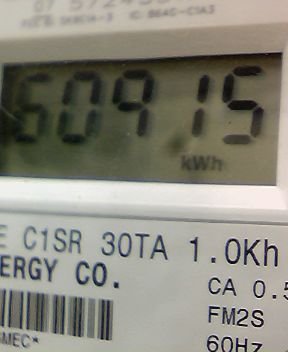 60915
kWh
E C1SR 30TA 1.0Kh
ERGY CO.
CA 0.5
FM2S
60Hz